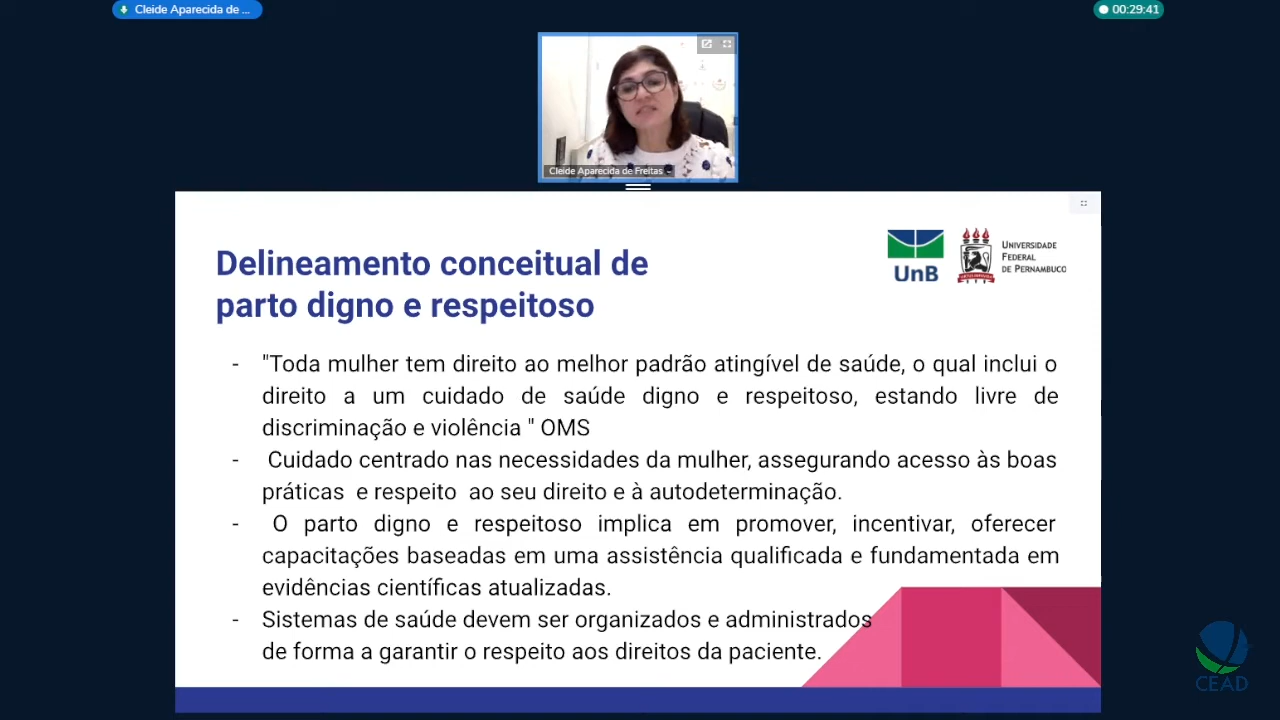 Cleide Aparecida de ...
00:29:41
Cleide Aparecida de Freitas
Delineamento conceitual de
parto digno e respeitoso
UnB
UNIVERSIDADE
FEDERAL
DE PERNAMBUCO
- "Toda mulher tem direito ao melhor padrão atingível de saúde, o qual inclui o
direito a um cuidado de saúde digno e respeitoso, estando livre de
discriminação e violência " OMS
- Cuidado centrado nas necessidades da mulher, assegurando acesso às boas
práticas e respeito ao seu direito e à autodeterminação.
- O parto digno e respeitoso implica em promover, incentivar, oferecer
capacitações baseadas em uma assistência qualificada e fundamentada em
evidências científicas atualizadas.
- Sistemas de saúde devem ser organizados e administrados
de forma a garantir o respeito aos direitos da paciente.
CEAD